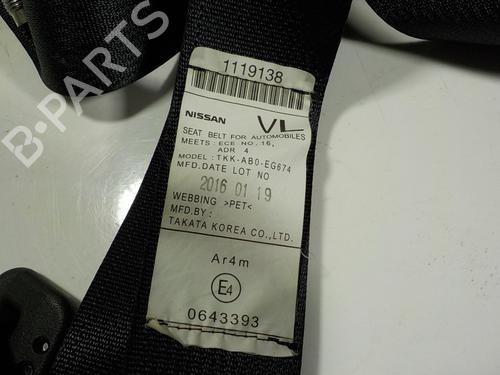 1119138
NISSAN VL
SEAT BELT FOR AUTOMOBILES
MEETS: ECE NO.16,
ADR 4
MODEL: TKK-AB0-EG674
MFD.DATE LOT NO
2016 01 19
WEBBING >PET<
MFD.BY:
TAKATA KOREA CO.,LTD.
Ar4m
E4
0643393
B-PARTS